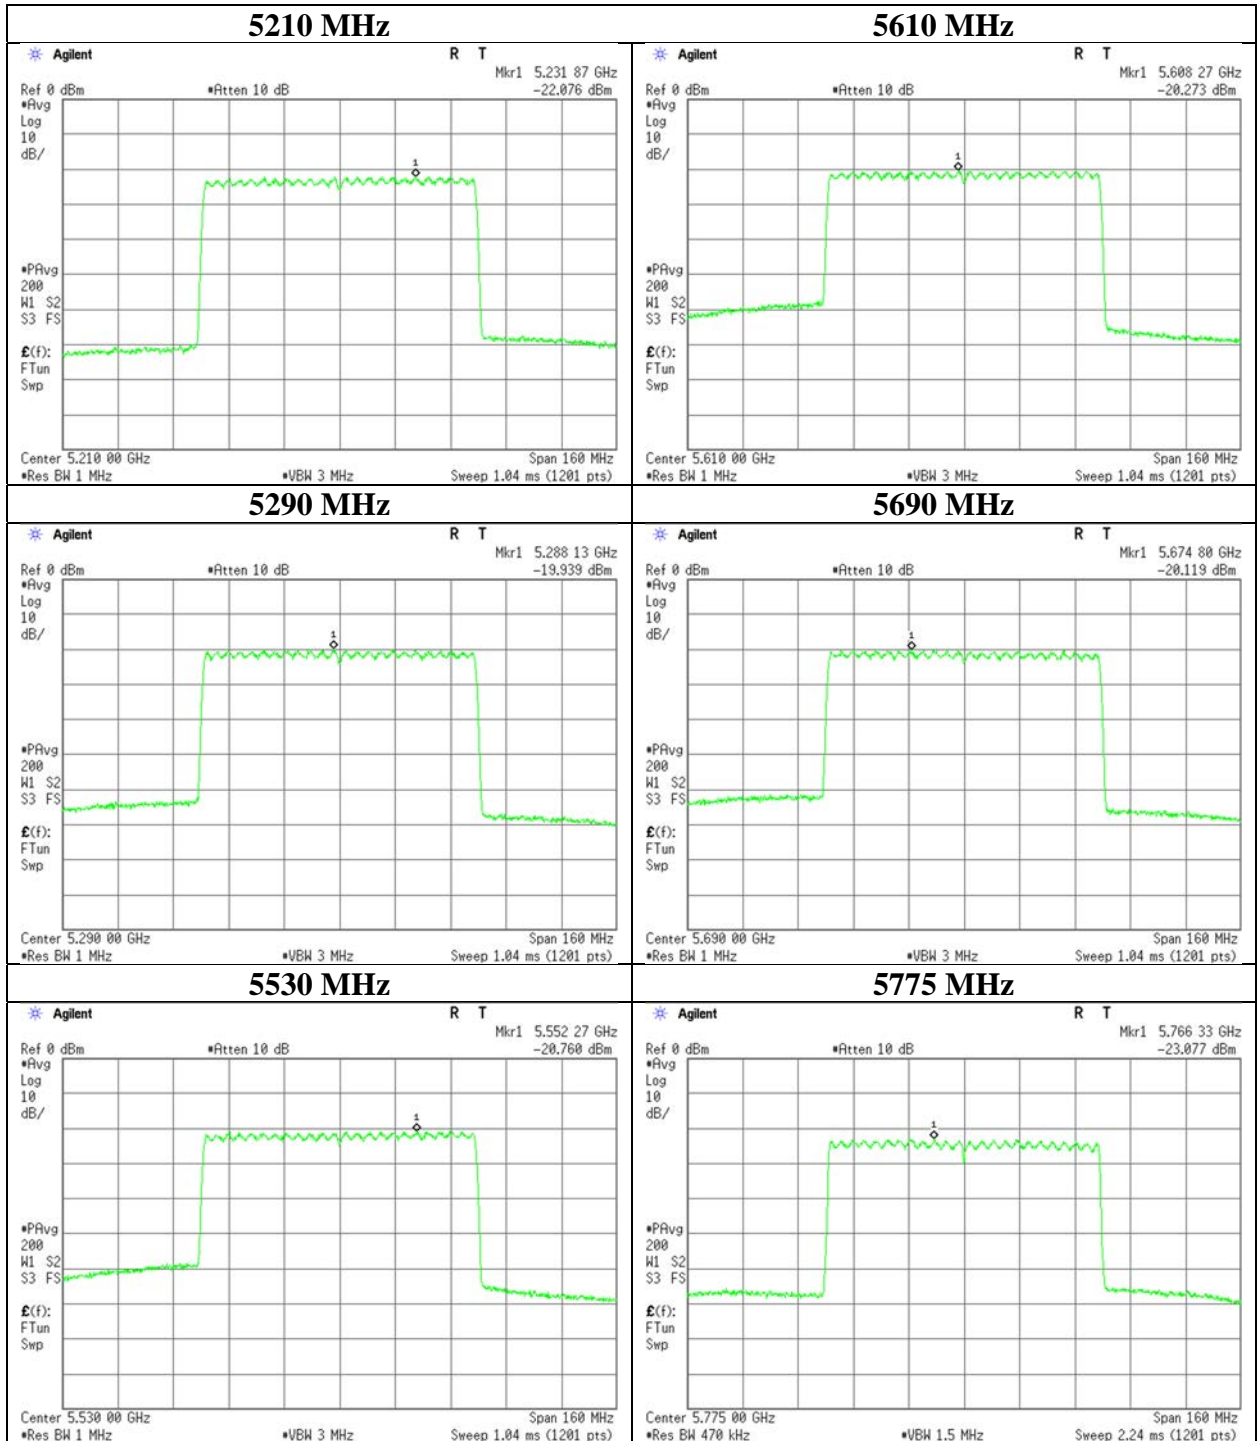 5210 MHz
Agilent R T
Mkr1 5.231 87 GHz
Ref 0 dBm #Atten 10 dB -22.076 dBm
#Avg
Log
10
dB/
1
#PAvg
200
W1 S2
S3 FS
£(f):
FTun
Swp
Center 5.210 00 GHz Span 160 MHz
#Res BW 1 MHz #VBW 3 MHz Sweep 1.04 ms (1201 pts)
5610 MHz
Agilent R T
Mkr1 5.608 27 GHz
Ref 0 dBm #Atten 10 dB -20.273 dBm
#Avg
Log
10
dB/
1
#PAvg
200
W1 S2
S3 FS
£(f):
FTun
Swp
Center 5.610 00 GHz Span 160 MHz
#Res BW 1 MHz #VBW 3 MHz Sweep 1.04 ms (1201 pts)
5290 MHz
Agilent R T
Mkr1 5.288 13 GHz
Ref 0 dBm #Atten 10 dB -19.939 dBm
#Avg
Log
10
dB/
1
#PAvg
200
W1 S2
S3 FS
£(f):
FTun
Swp
Center 5.290 00 GHz Span 160 MHz
#Res BW 1 MHz #VBW 3 MHz Sweep 1.04 ms (1201 pts)
5690 MHz
Agilent R T
Mkr1 5.674 80 GHz
Ref 0 dBm #Atten 10 dB -20.119 dBm
#Avg
Log
10
dB/
1
#PAvg
200
W1 S2
S3 FS
£(f):
FTun
Swp
Center 5.690 00 GHz Span 160 MHz
#Res BW 1 MHz #VBW 3 MHz Sweep 1.04 ms (1201 pts)
5530 MHz
Agilent R T
Mkr1 5.552 27 GHz
Ref 0 dBm #Atten 10 dB -20.760 dBm
#Avg
Log
10
dB/
1
#PAvg
200
W1 S2
S3 FS
£(f):
FTun
Swp
Center 5.530 00 GHz Span 160 MHz
#Res BW 1 MHz #VBW 3 MHz Sweep 1.04 ms (1201 pts)
5775 MHz
Agilent R T
Mkr1 5.766 33 GHz
Ref 0 dBm #Atten 10 dB -23.077 dBm
#Avg
Log
10
dB/
1
#PAvg
200
W1 S2
S3 FS
£(f):
FTun
Swp
Center 5.775 00 GHz Span 160 MHz
#Res BW 470 kHz #VBW 1.5 MHz Sweep 2.24 ms (1201 pts)